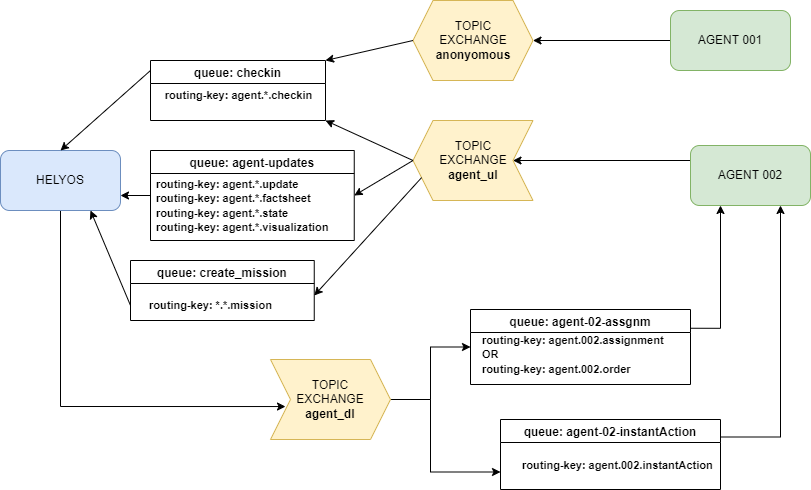 TOPIC
EXCHANGE
anonyomous
AGENT 001
queue: checkin
routing-key: agent.*.checkin
TOPIC
EXCHANGE
agent_ul
HELYOS
queue: agent-updates
routing-key: agent.*.update
routing-key: agent.*.factsheet
routing-key: agent.*.state
routing-key: agent.*.visualization
AGENT 002
queue: create_mission
routing-key: *.*.mission
queue: agent-02-assgnm
routing-key: agent.002.assignment
OR
routing-key: agent.002.order
TOPIC
EXCHANGE
agent_dl
queue: agent-02-instantAction
routing-key: agent.002.instantAction